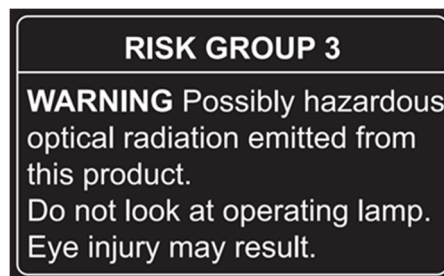 RISK GROUP 3
WARNING Possibly hazardous
optical radiation emitted from
this product.
Do not look at operating lamp.
Eye injury may result.